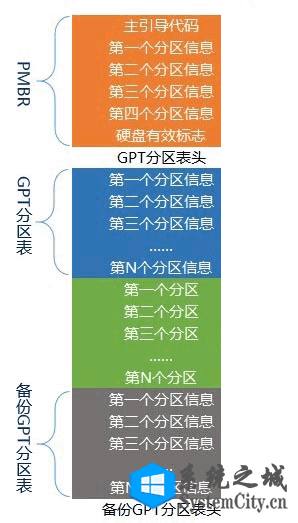 PMBR
主引导代码
第一个分区信息
第二个分区信息
第三个分区信息
第四个分区信息
硬盘有效标志
GPT分区表头
GPT分区表
第一个分区信息
第二个分区信息
第三个分区信息
......
第N个分区信息
第一个分区
第二个分区
第三个分区
......
第N个分区
备份GPT分区表
第一个分区信息
第二个分区信息
第三个分区信息
......
第N个分区信息
系统之城
SystemCity.cn
备份GPT分区表头